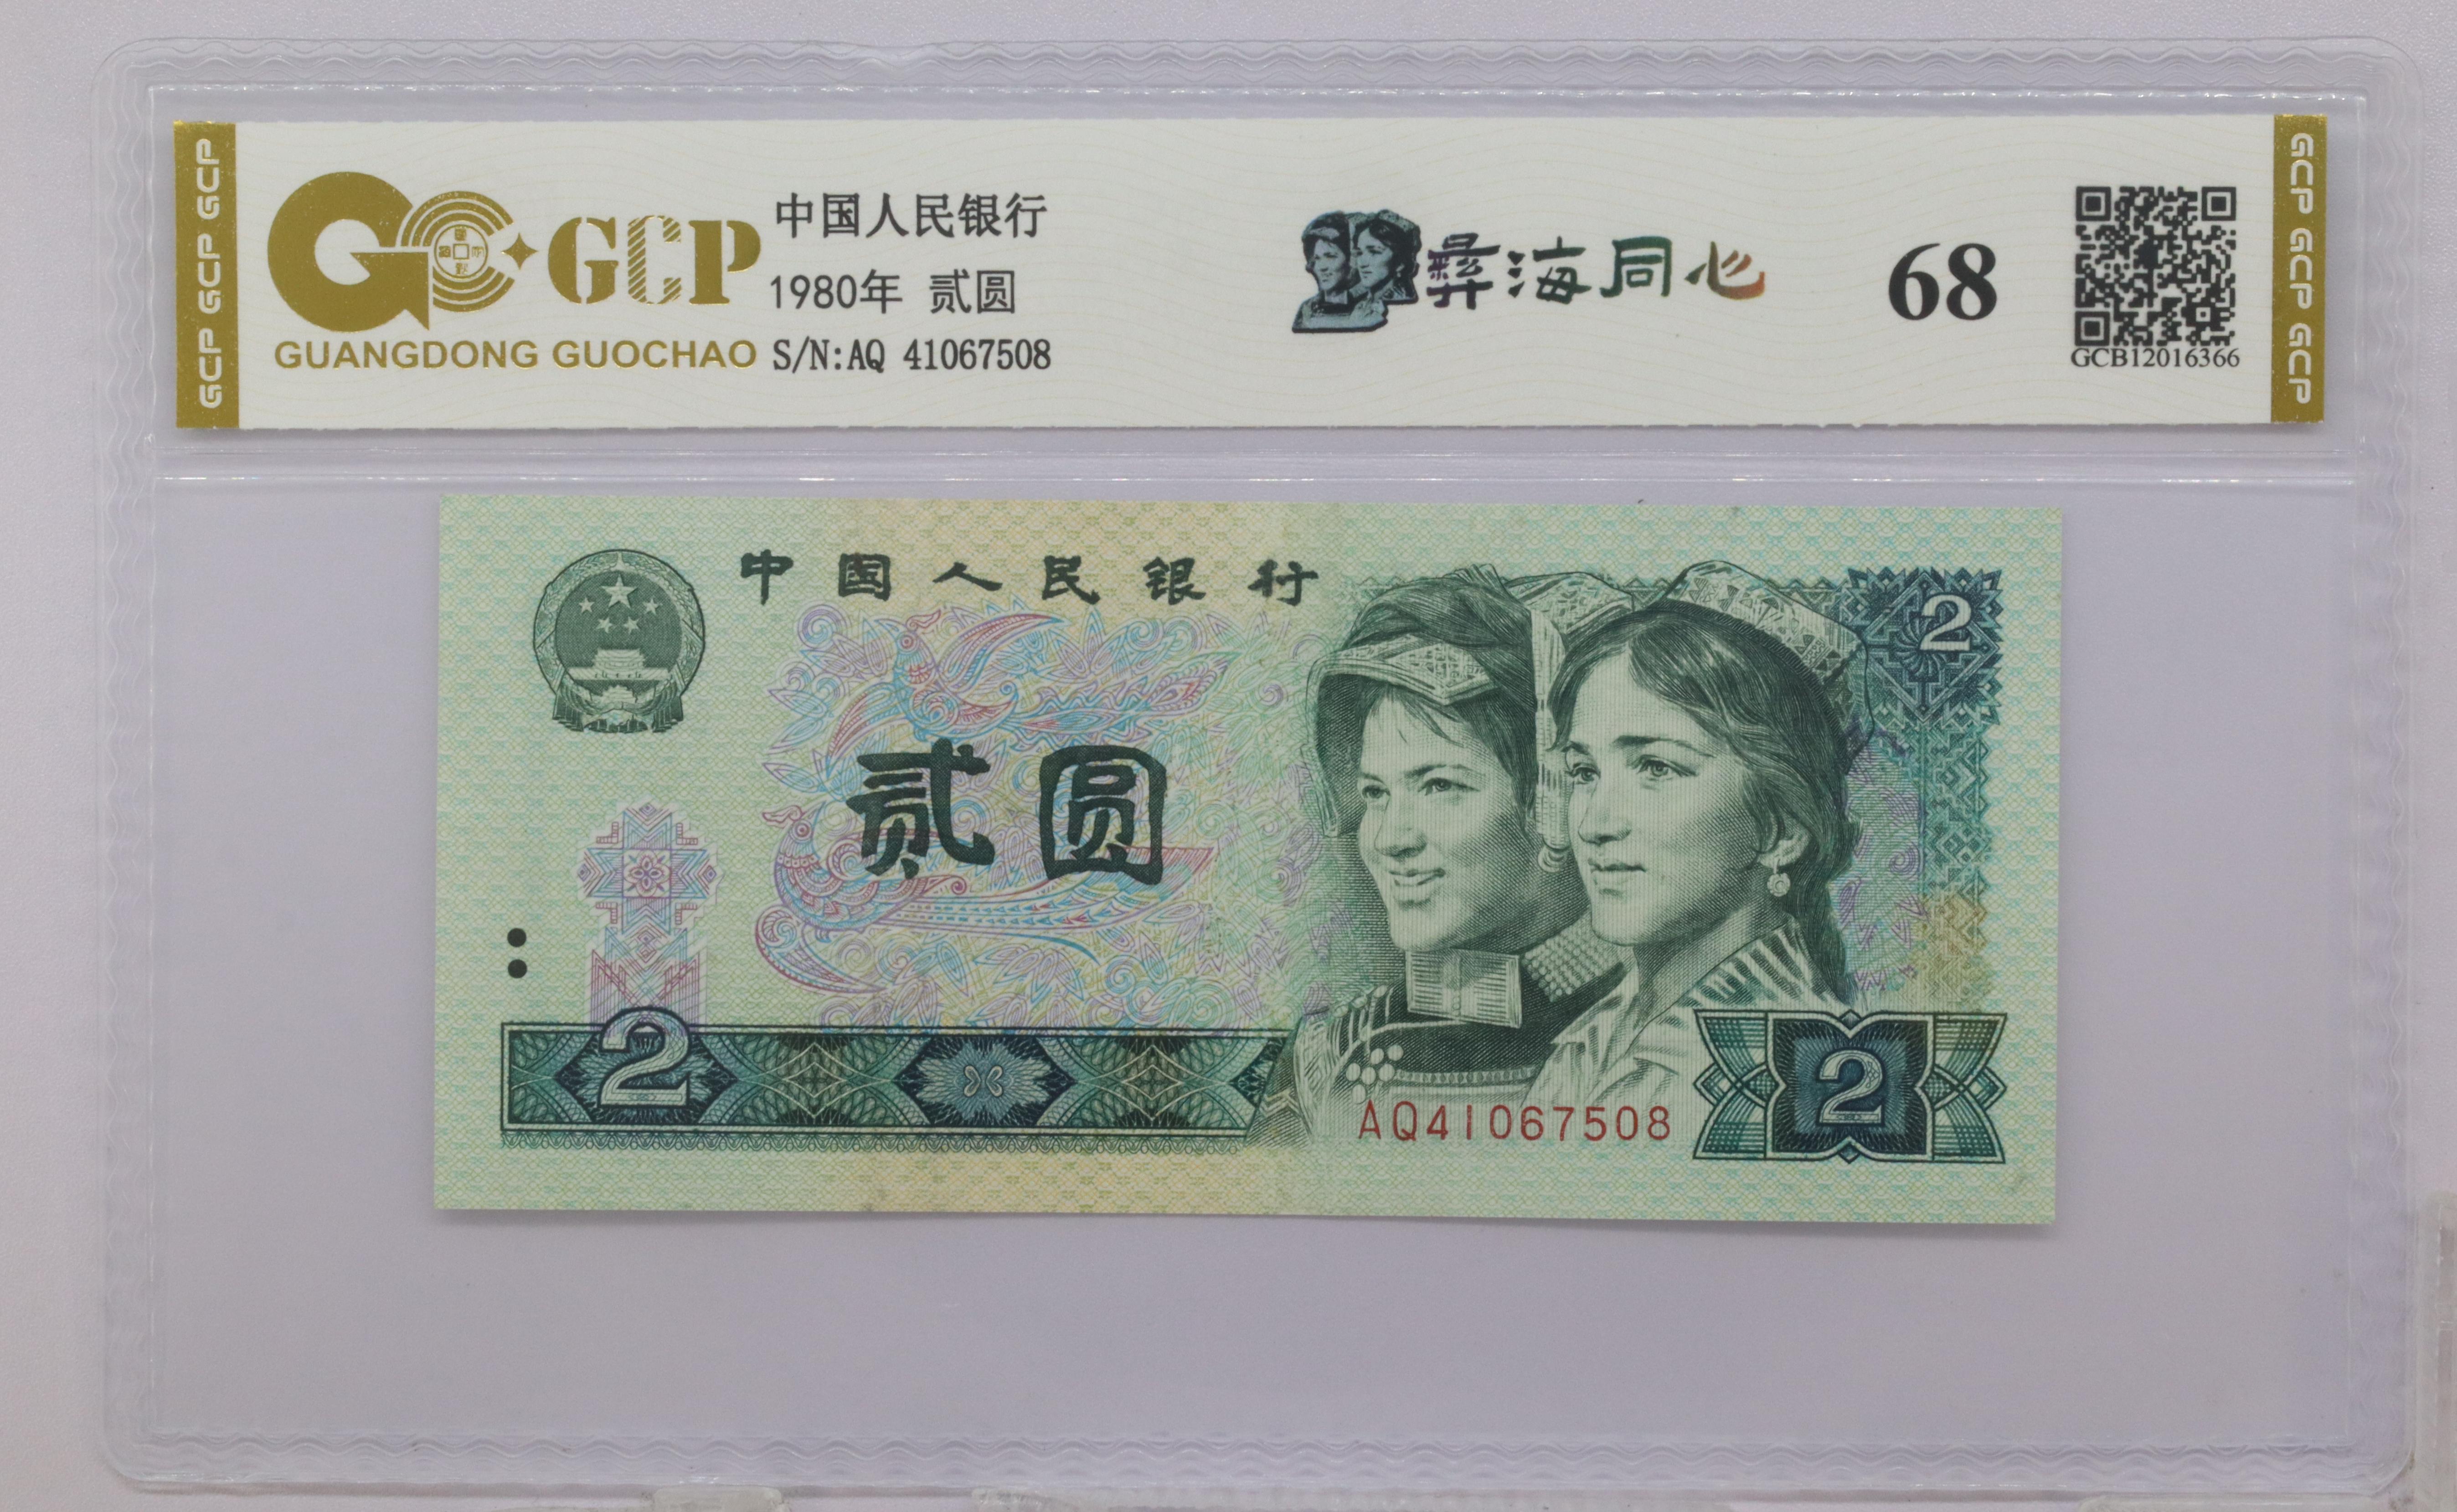 GCP GCP GCP
GCP
GUANGDONG GUOCHAO
中国人民银行
1980年 贰圆
S/N:AQ 41067508
彝海同心
68
GCB12016366
GCP GCP GCP
中国人民银行
2
贰圆
2
AQ41067508
2